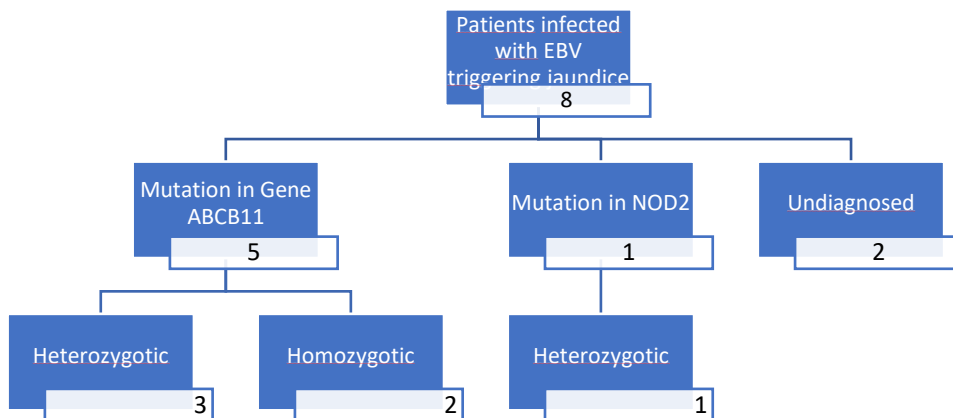 Patients infected
with EBV
triggering jaundice
8
Mutation in Gene
ABCB11
5
Mutation in NOD2
1
Undiagnosed
2
Heterozygotic
3
Homozygotic
2
Heterozygotic
1